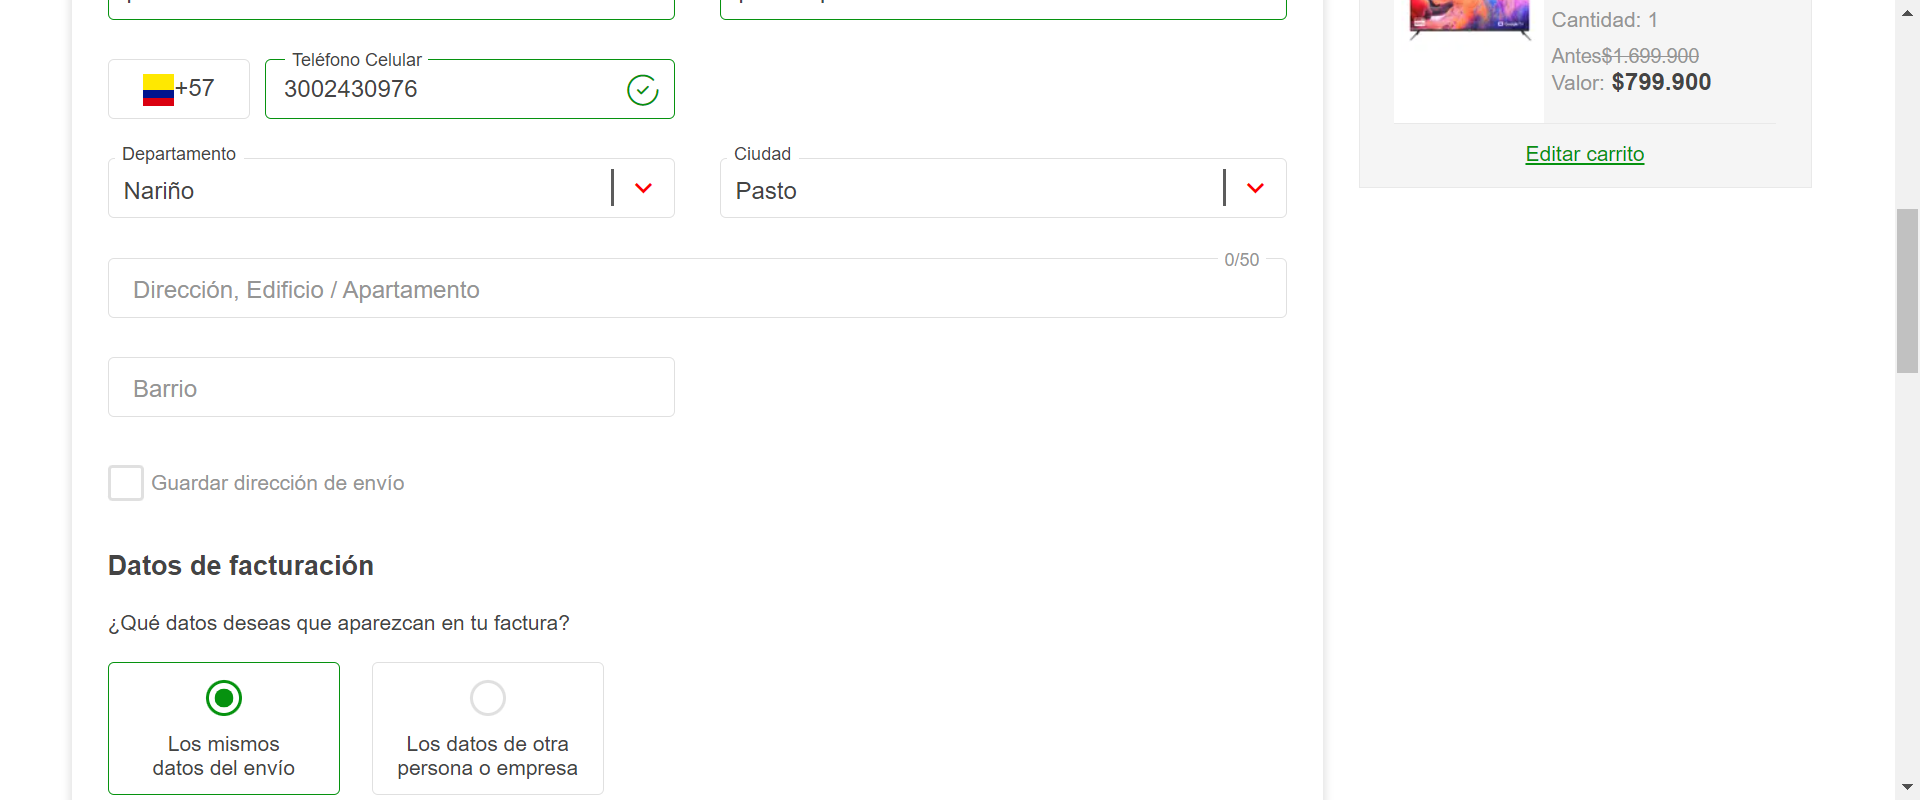 Teléfono Celular
+57
3002430976
Departamento
Nariño
Ciudad
Pasto
0/50
Dirección, Edificio / Apartamento
Barrio
Guardar dirección de envío
Datos de facturación
¿Qué datos deseas que aparezcan en tu factura?
Los mismos
datos del envío
Los datos de otra
persona o empresa
Cantidad: 1
Antes$1.699.900
Valor: $799.900
Editar carrito